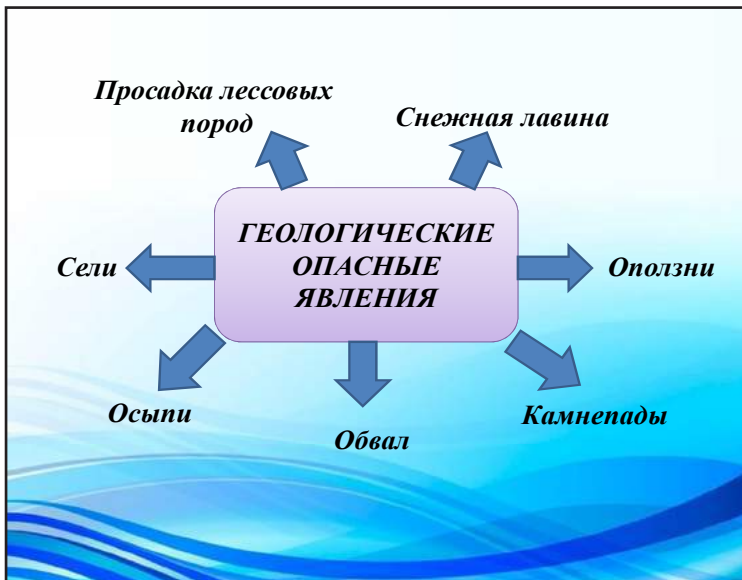 Просадка лессовых
пород
Снежная лавина
ГЕОЛОГИЧЕСКИЕ
ОПАСНЫЕ
ЯВЛЕНИЯ
Сели
Оползни
Осыпи
Обвал
Камнепады